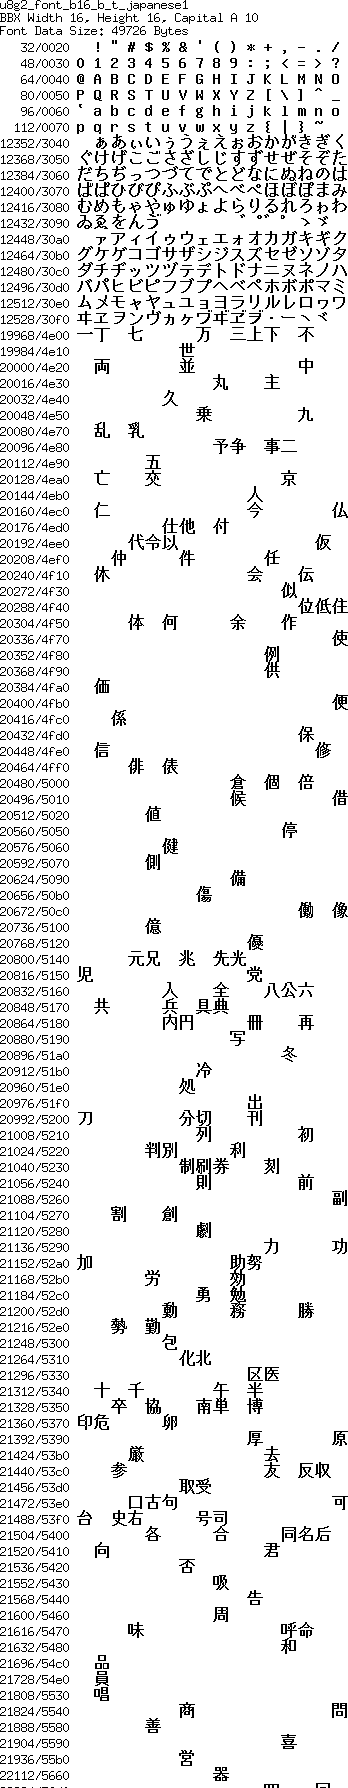 u8g2_font_b16_b_t_japanese1
BBX Width 16, Height 16, Capital A 10
Font Data Size: 49726 Bytes
32/0020 ! " # $ % & ' ( ) * + , - . /
48/0030 0 1 2 3 4 5 6 7 8 9 : ; < = > ?
64/0040 @ A B C D E F G H I J K L M N O
80/0050 P Q R S T U V W X Y Z [ \ ] ^ _
96/0060 ` a b c d e f g h i j k l m n o
112/0070 p q r s t u v w x y z { | } ~
12352/3040 ぁあぃいぅうぇえぉおかがきぎく
12368/3050 ぐけげこごさざしじすずせぜそぞた
12384/3060 だちぢっつづてでとどなにぬねのは
12400/3070 ばぱひびぴふぶぷへべぺほぼぽまみ
12416/3080 むめもゃやゅゆょよらりるれろゎわ
12432/3090 ゐゑをんゔ ゛゜ゝゞ
12448/30a0 ァアィイゥウェエォオカガキギク
12464/30b0 グケゲコゴサザシジスズセゼソゾタ
12480/30c0 ダチヂッツヅテデトドナニヌネノハ
12496/30d0 バパヒビピフブプヘベペホボポマミ
12512/30e0 ムメモャヤュユョヨラリルレロヮワ
12528/30f0 ヰヱヲンヴヵヶヷヸヹヺ・ーヽヾ
19968/4e00 一丁 七 万 三上下 不
19984/4e10 世
20000/4e20 両 並 中
20016/4e30 丸 主
20032/4e40 久
20048/4e50 乗 九
20080/4e70 乱 乳
20096/4e80 予争 事二
20112/4e90 五
20128/4ea0 亡 交 京
20144/4eb0 人
20160/4ec0 仁 今 仏
20176/4ed0 仕他 付
20192/4ee0 代令以 仮
20208/4ef0 仲 件 任
20240/4f10 休 会 伝
20272/4f30 似
20288/4f40 位低住
20304/4f50 体 何 余 作
20336/4f70 使
20352/4f80 例
20368/4f90 供
20384/4fa0 価
20400/4fb0 便
20416/4fc0 係
20432/4fd0 保
20448/4fe0 信 修
20464/4ff0 俳 俵
20480/5000 倉 個 倍
20496/5010 候 借
20512/5020 値
20560/5050 停
20576/5060 健
20592/5070 側
20624/5090 備
20656/50b0 傷
20672/50c0 働 像
20736/5100 億
20768/5120 優
20800/5140 元兄 兆 先光
20816/5150 児 党
20832/5160 入 全 八公六
20848/5170 共 兵 具典
20864/5180 内円 冊 再
20880/5190 写
20896/51a0 冬
20912/51b0 冷
20960/51e0 処
20976/51f0 出
20992/5200 刀 分切 刊
21008/5210 列 初
21024/5220 判別 利
21040/5230 制刷券 刻
21056/5240 則 前
21088/5260 副
21104/5270 割 創
21120/5280 劇
21136/5290 力 功
21152/52a0 加 助努
21168/52b0 労 効
21184/52c0 勇 勉
21200/52d0 動 務 勝
21216/52e0 勢 勤
21248/5300 包
21264/5310 化北
21296/5330 区医
21312/5340 十 千 午 半
21328/5350 卒 協 南単 博
21360/5370 印危 卵
21392/5390 厚 原
21424/53b0 厳 去
21440/53c0 参 友 反収
21456/53d0 取受
21472/53e0 口古句 可
21488/53f0 台 史右 号司
21504/5400 各 合 同名后
21520/5410 向 君
21536/5420 否
21552/5430 吸
21568/5440 告
21600/5460 周
21616/5470 味 呼命
21632/5480 和
21696/54c0 品
21728/54e0 員
21808/5530 唱
21824/5540 商 問
21888/5580 善
21904/5590 喜
21936/55b0 営
22112/5660 器